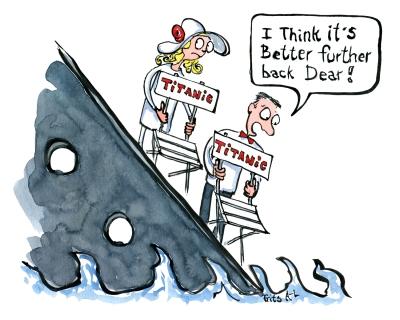 I Think it's
Better further
back Dear!
TiTANiC
TiTANiC